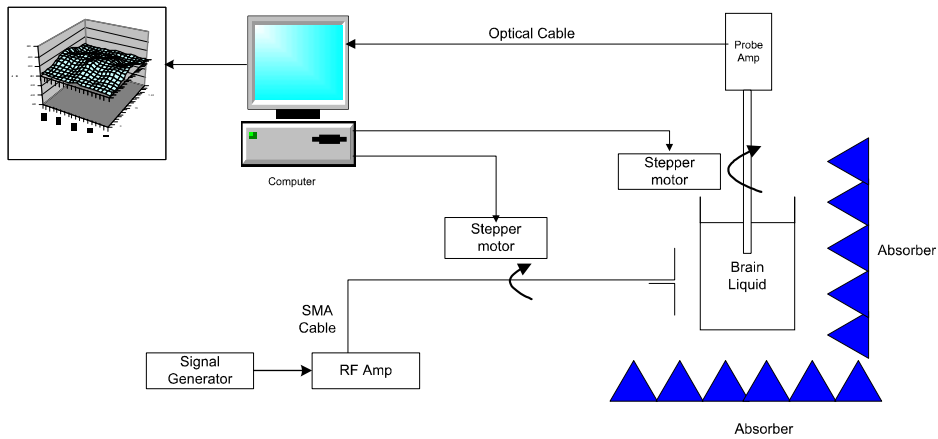 Optical Cable
Probe
Amp
Computer
Stepper
motor
Stepper
motor
Brain
Liquid
Absorber
SMA
Cable
Signal
Generator
RF Amp
Absorber